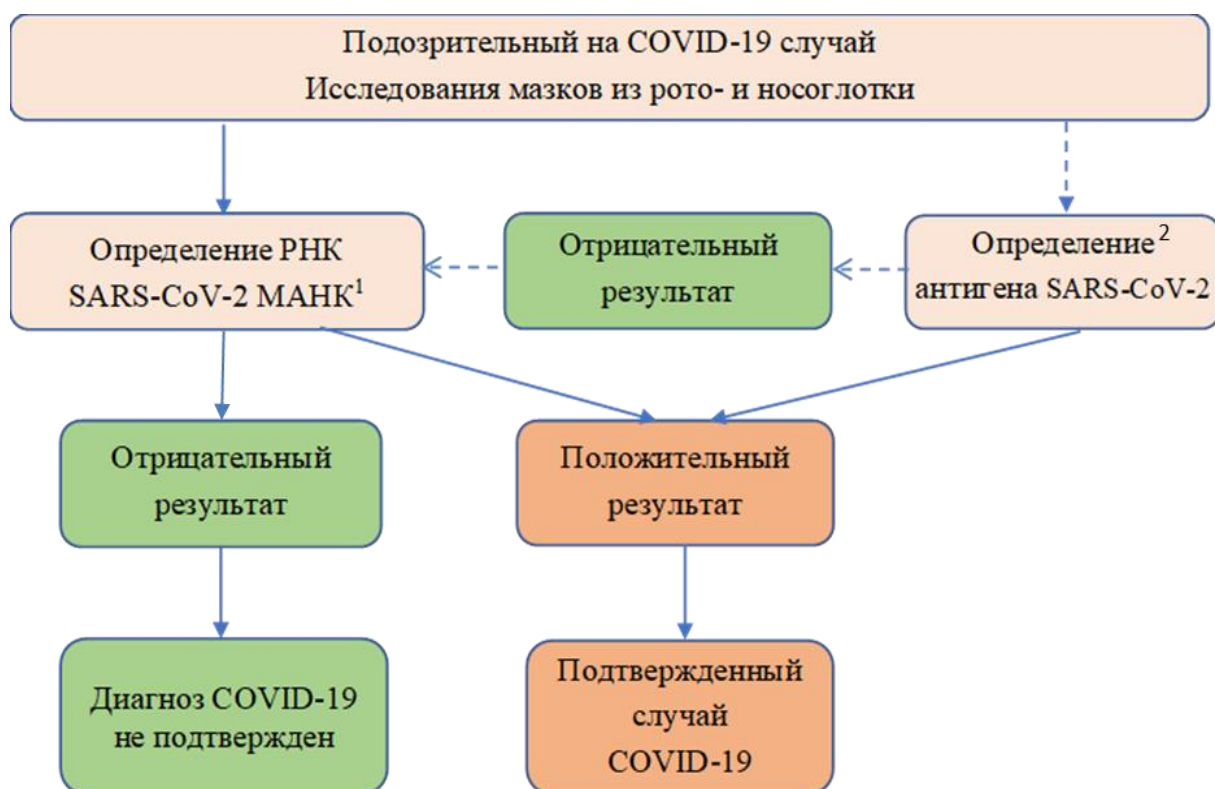 Подозрительный на COVID-19 случай
Исследования мазков из рото- и носоглотки
Определение РНК
SARS-CoV-2 МАНК¹
Отрицательный
результат
Определение²
антигена SARS-CoV-2
Отрицательный
результат
Положительный
результат
Диагноз COVID-19
не подтвержден
Подтвержденный
случай
COVID-19